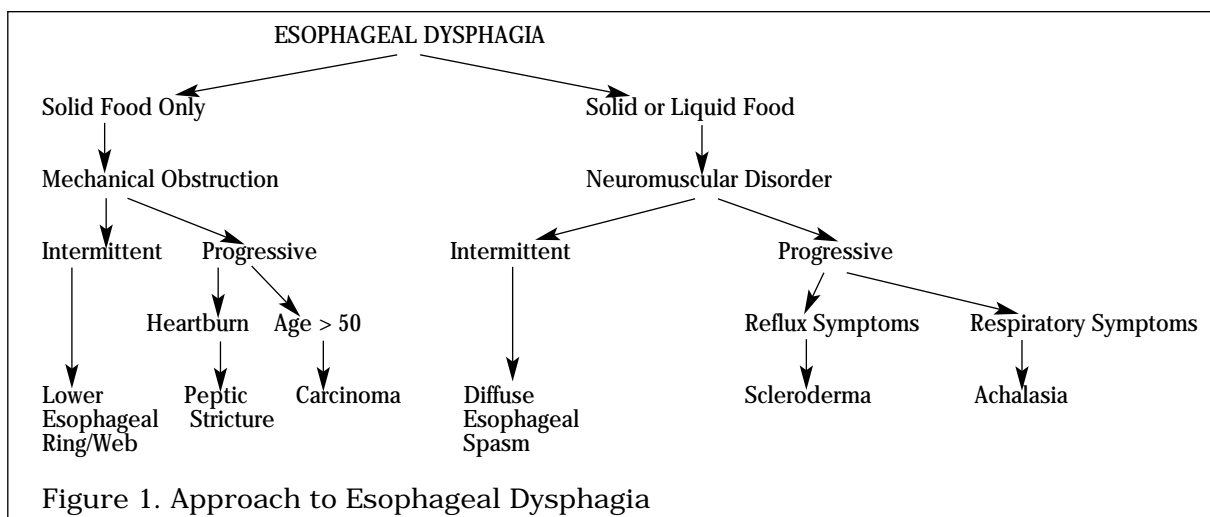 ESOPHAGEAL DYSPHAGIA
Solid Food Only
Solid or Liquid Food
Mechanical Obstruction
Neuromuscular Disorder
Intermittent
Progressive
Intermittent
Progressive
Heartburn
Age > 50
Reflux Symptoms
Respiratory Symptoms
Lower
Esophageal
Ring/Web
Peptic
Stricture
Carcinoma
Diffuse
Esophageal
Spasm
Scleroderma
Achalasia
Figure 1. Approach to Esophageal Dysphagia